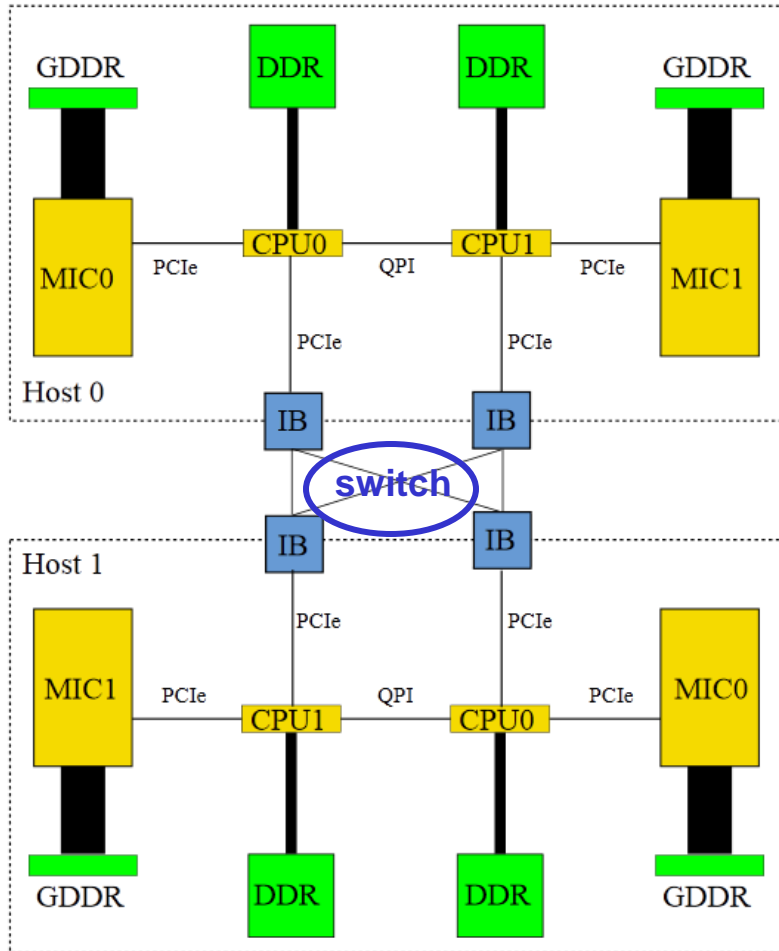 GDDR DDR DDR GDDR
MIC0 CPU0 CPU1 MIC1
PCIe QPI PCIe
PCIe PCIe
Host 0
IB IB
switch
IB IB
Host 1
PCIe PCIe
MIC1 PCIe QPI PCIe MIC0
CPU1 CPU0
GDDR DDR DDR GDDR